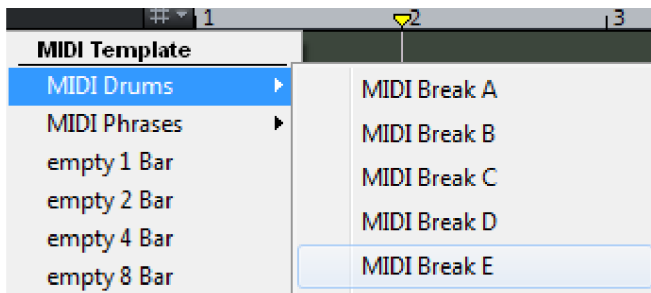 1 2 3
MIDI Template
MIDI Drums
MIDI Phrases
empty 1 Bar
empty 2 Bar
empty 4 Bar
empty 8 Bar
MIDI Break A
MIDI Break B
MIDI Break C
MIDI Break D
MIDI Break E